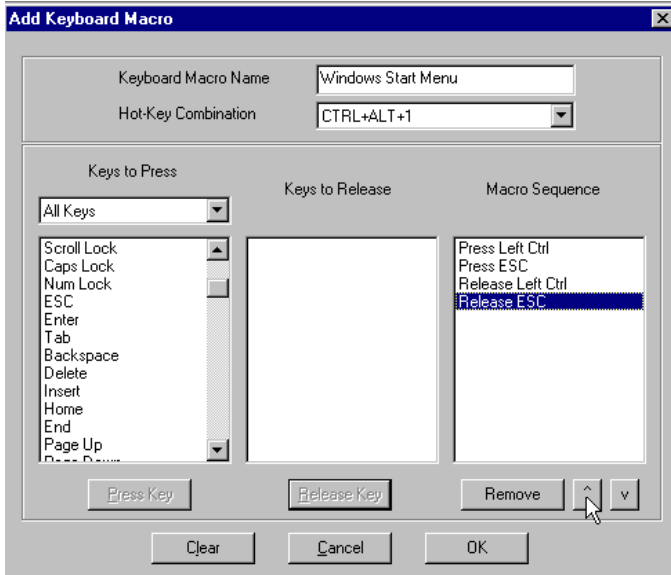 Add Keyboard Macro
Keyboard Macro Name
Windows Start Menu
Hot-Key Combination
CTRL+ALT+1
Keys to Press
All Keys
Scroll Lock
Caps Lock
Num Lock
ESC
Enter
Tab
Backspace
Delete
Insert
Home
End
Page Up
Page Down
Press Key
Keys to Release
Release Key
Macro Sequence
Press Left Ctrl
Press ESC
Release Left Ctrl
Release ESC
Remove
^
v
Clear
Cancel
OK